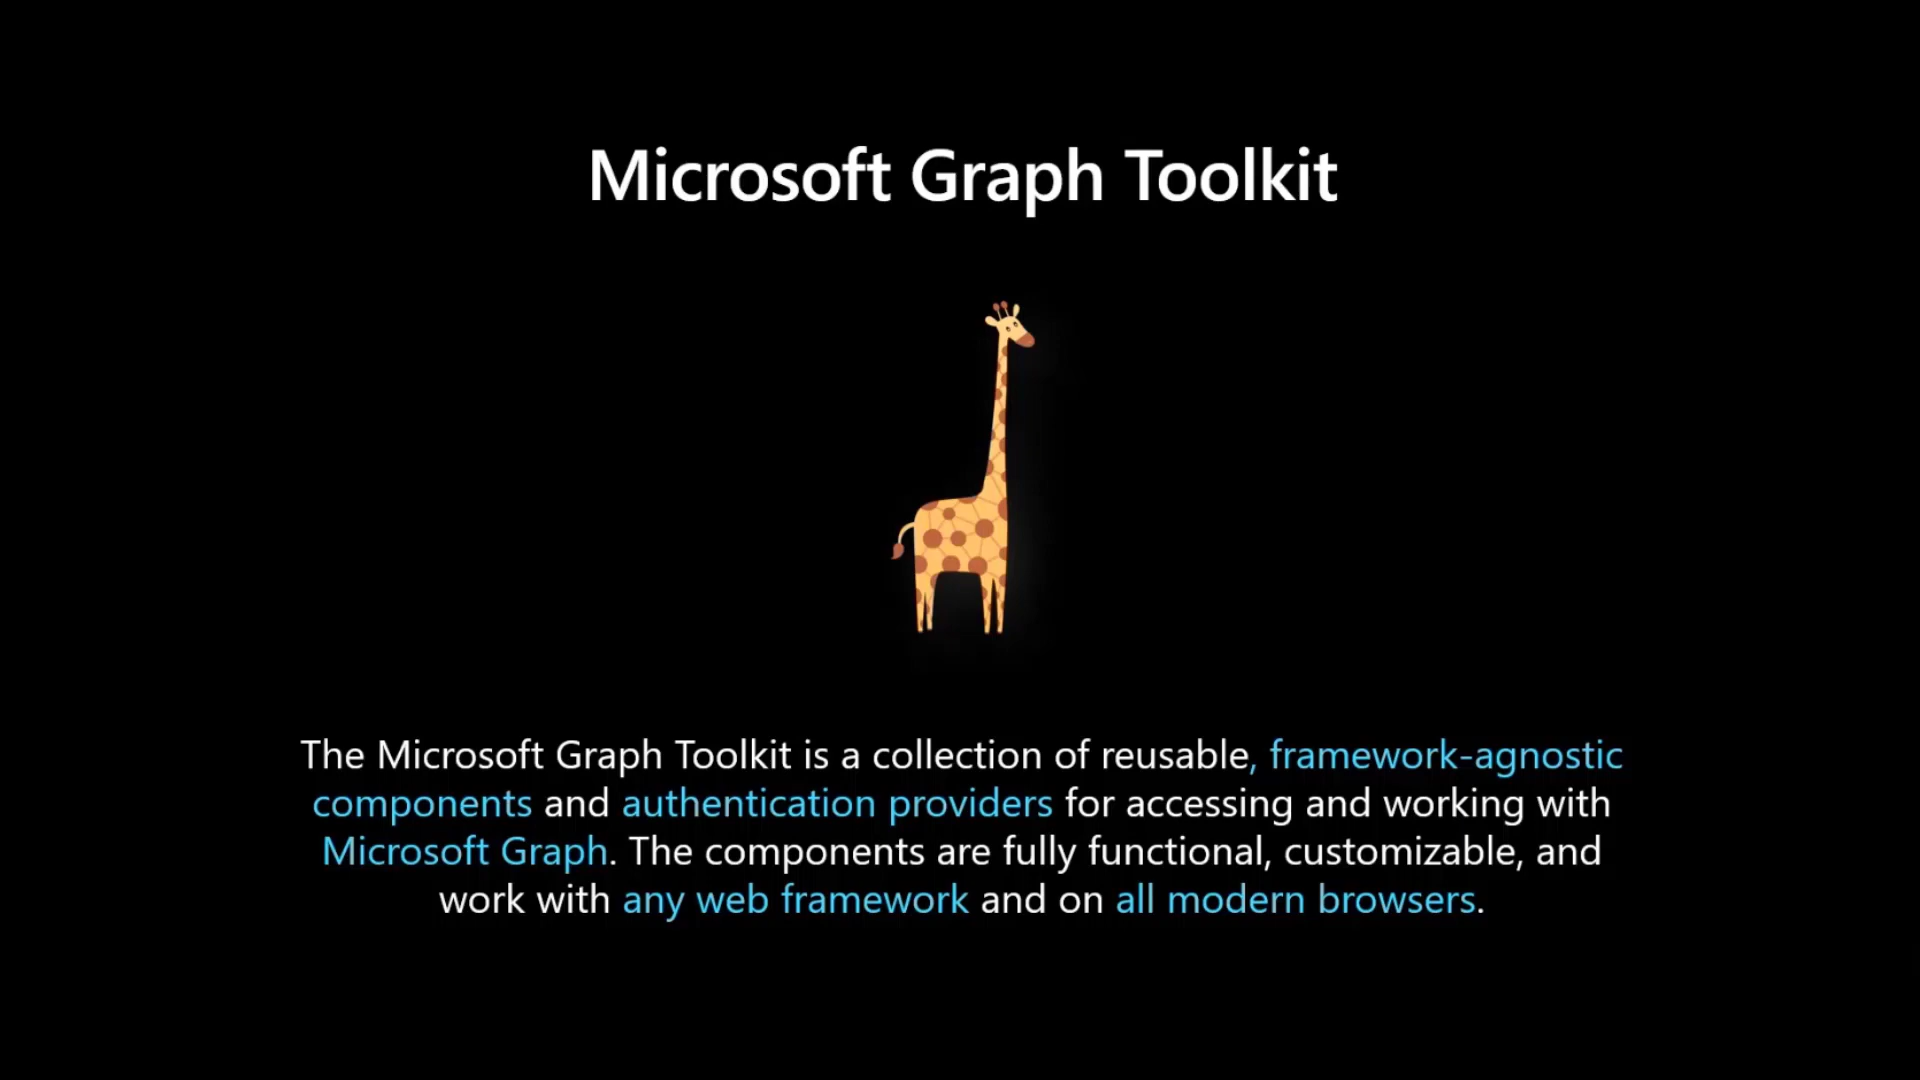 Microsoft Graph Toolkit
The Microsoft Graph Toolkit is a collection of reusable, framework-agnostic
components and authentication providers for accessing and working with
Microsoft Graph. The components are fully functional, customizable, and
work with any web framework and on all modern browsers.